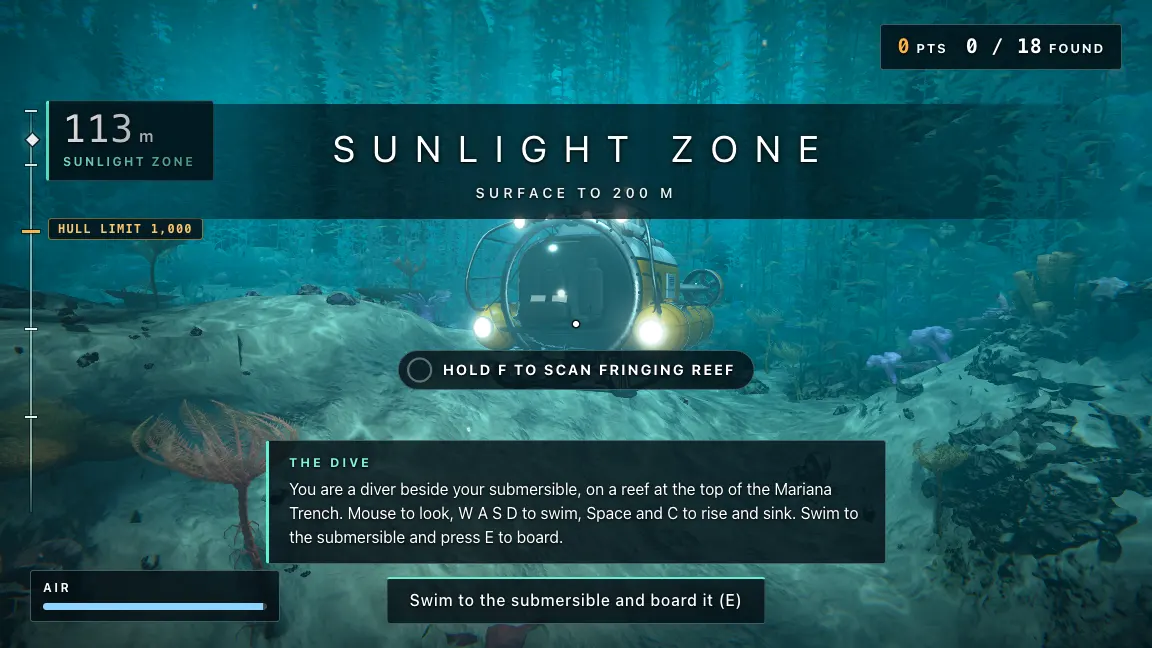 0 PTS 0 / 18 FOUND
113 m
SUNLIGHT ZONE
SUNLIGHT ZONE
SURFACE TO 200 M
HULL LIMIT 1,000
HOLD F TO SCAN FRINGING REEF
THE DIVE
You are a diver beside your submersible, on a reef at the top of the Mariana
Trench. Mouse to look, W A S D to swim, Space and C to rise and sink. Swim to
the submersible and press E to board.
AIR
Swim to the submersible and board it (E)